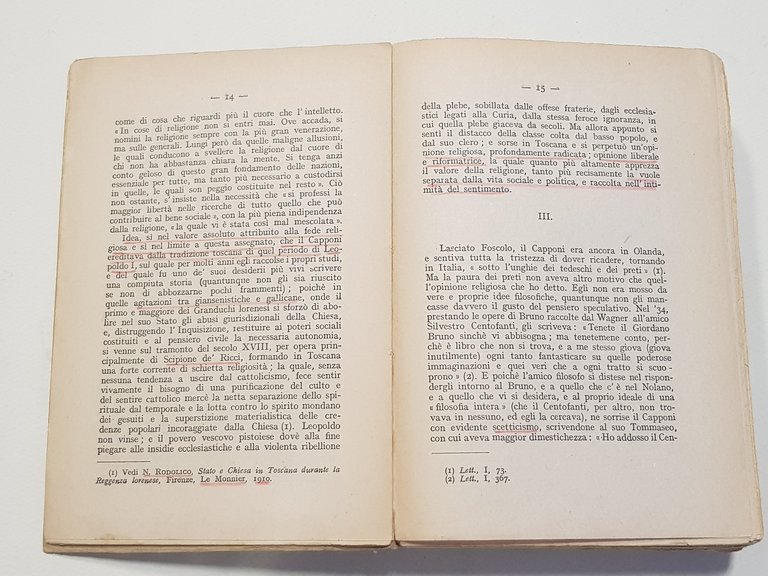 — 14 —
come di cosa che riguardi più il cuore che l'intelletto.
« In cose di religione non si entri mai. Ove accada, si
nomini la religione sempre con la più gran venerazione,
ma sulle generali. Lungi però da quelle maligne allusioni,
le quali conducono a svellere la religione dal cuore di
chi non ha abbastanza chiara la mente. Si tenga anzi
conto geloso di questo gran fondamento delle nazioni,
essenziale per tutte, ma tanto più necessario a custodirsi
in quelle, le quali son peggio costituite nel resto ». Ciò
non ostante, s'insiste nella necessità che « si professi la
maggior libertà nelle ricerche di tutto quello che può
contribuire al bene sociale », con la più piena indipendenza
dalla religione, « la quale vi è stata così mal mescolata ».
Idea, sì nel valore assoluto attribuito alla fede reli-
giosa e sì nel limite a questa assegnato, che il Capponi
ereditava dalla tradizione toscana di quel periodo di Leo-
poldo I, sul quale per molti anni egli raccolse i propri studi,
e del quale fu uno de' suoi desiderii più vivi scrivere
una compiuta storia (quantunque non gli sia riuscito
se non di abbozzarne pochi frammenti); poichè in
quelle agitazioni tra giansenistiche e gallicane, onde il
primo e maggiore dei Granduchi lorenesi si sforzò di abo-
lire nel suo Stato gli abusi giurisdizionali della Chiesa,
e, distruggendo l'Inquisizione, restituire ai poteri sociali
costituiti e al pensiero civile la necessaria autonomia,
si venne sul tramonto del secolo XVIII, per opera prin-
cipalmente di Scipione de' Ricci, formando in Toscana
una forte corrente di schietta religiosità; la quale, senza
nessuna tendenza a uscire dal cattolicismo, fece sentir
vivamente il bisogno di una purificazione del culto e
del sentire cattolico mercè la netta separazione dello spi-
rituale dal temporale e la lotta contro lo spirito mondano
dei gesuiti e la superstizione materialistica delle cre-
denze popolari incoraggiate dalla Chiesa (1). Leopoldo
non vinse; e il povero vescovo pistoiese dovè alla fine
piegare alle insidie ecclesiastiche e alla violenta ribellione
(1) Vedi N. Rodolico, Stato e Chiesa in Toscana durante la
Reggenza lorenese, Firenze, Le Monnier, 1910.
— 15 —
della plebe, sobillata dalle offese fraterie, dagli ecclesia-
stici legati alla Curia, dalla stessa feroce ignoranza, in
cui quella plebe giaceva da secoli. Ma allora appunto si
sentì il distacco della classe colta dal basso popolo, e
dal suo clero; e sorse in Toscana e si perpetuò un'opi-
nione religiosa, profondamente radicata; opinione liberale
e riformatrice, la quale quanto più altamente apprezza
il valore della religione, tanto più recisamente la vuole
separata dalla vita sociale e politica, e raccolta nell'inti-
mità del sentimento.
III.
Lasciato Foscolo, il Capponi era ancora in Olanda,
e sentiva tutta la tristezza di dover ricadere, tornando
in Italia, « sotto l'unghie dei tedeschi e dei preti » (1).
Ma la paura dei preti non aveva altro motivo che quel-
l'opinione religiosa che ho detto. Egli non era mosso da
vere e proprie idee filosofiche, quantunque non gli man-
casse davvero il gusto del pensiero speculativo. Nel '34,
prestando le opere di Bruno raccolte dal Wagner all'amico
Silvestro Centofanti, gli scriveva: « Tenete il Giordano
Bruno sinchè vi abbisogna; ma tenetemene conto, per-
chè è libro che non si trova, e a me stesso giova (giova
inutilmente) ogni tanto fantasticare su quelle poderose
immaginazioni e quei veri che a ogni tratto si scuo-
prono » (2). E poichè l'amico filosofo si distese nel rispon-
dergli intorno al Bruno, e a quello che c'è nel Nolano,
e a quello che vi si desidera, e al proprio ideale di una
« filosofia intera » (che il Centofanti, per altro, non tro-
vava in nessuno, ed egli la cercava), ne sorrise il Capponi
con evidente scetticismo, scrivendone al suo Tommaseo,
con cui aveva maggior dimestichezza: « Ho addosso il Cen-
(1) Lett., I, 73.
(2) Lett., I, 367.